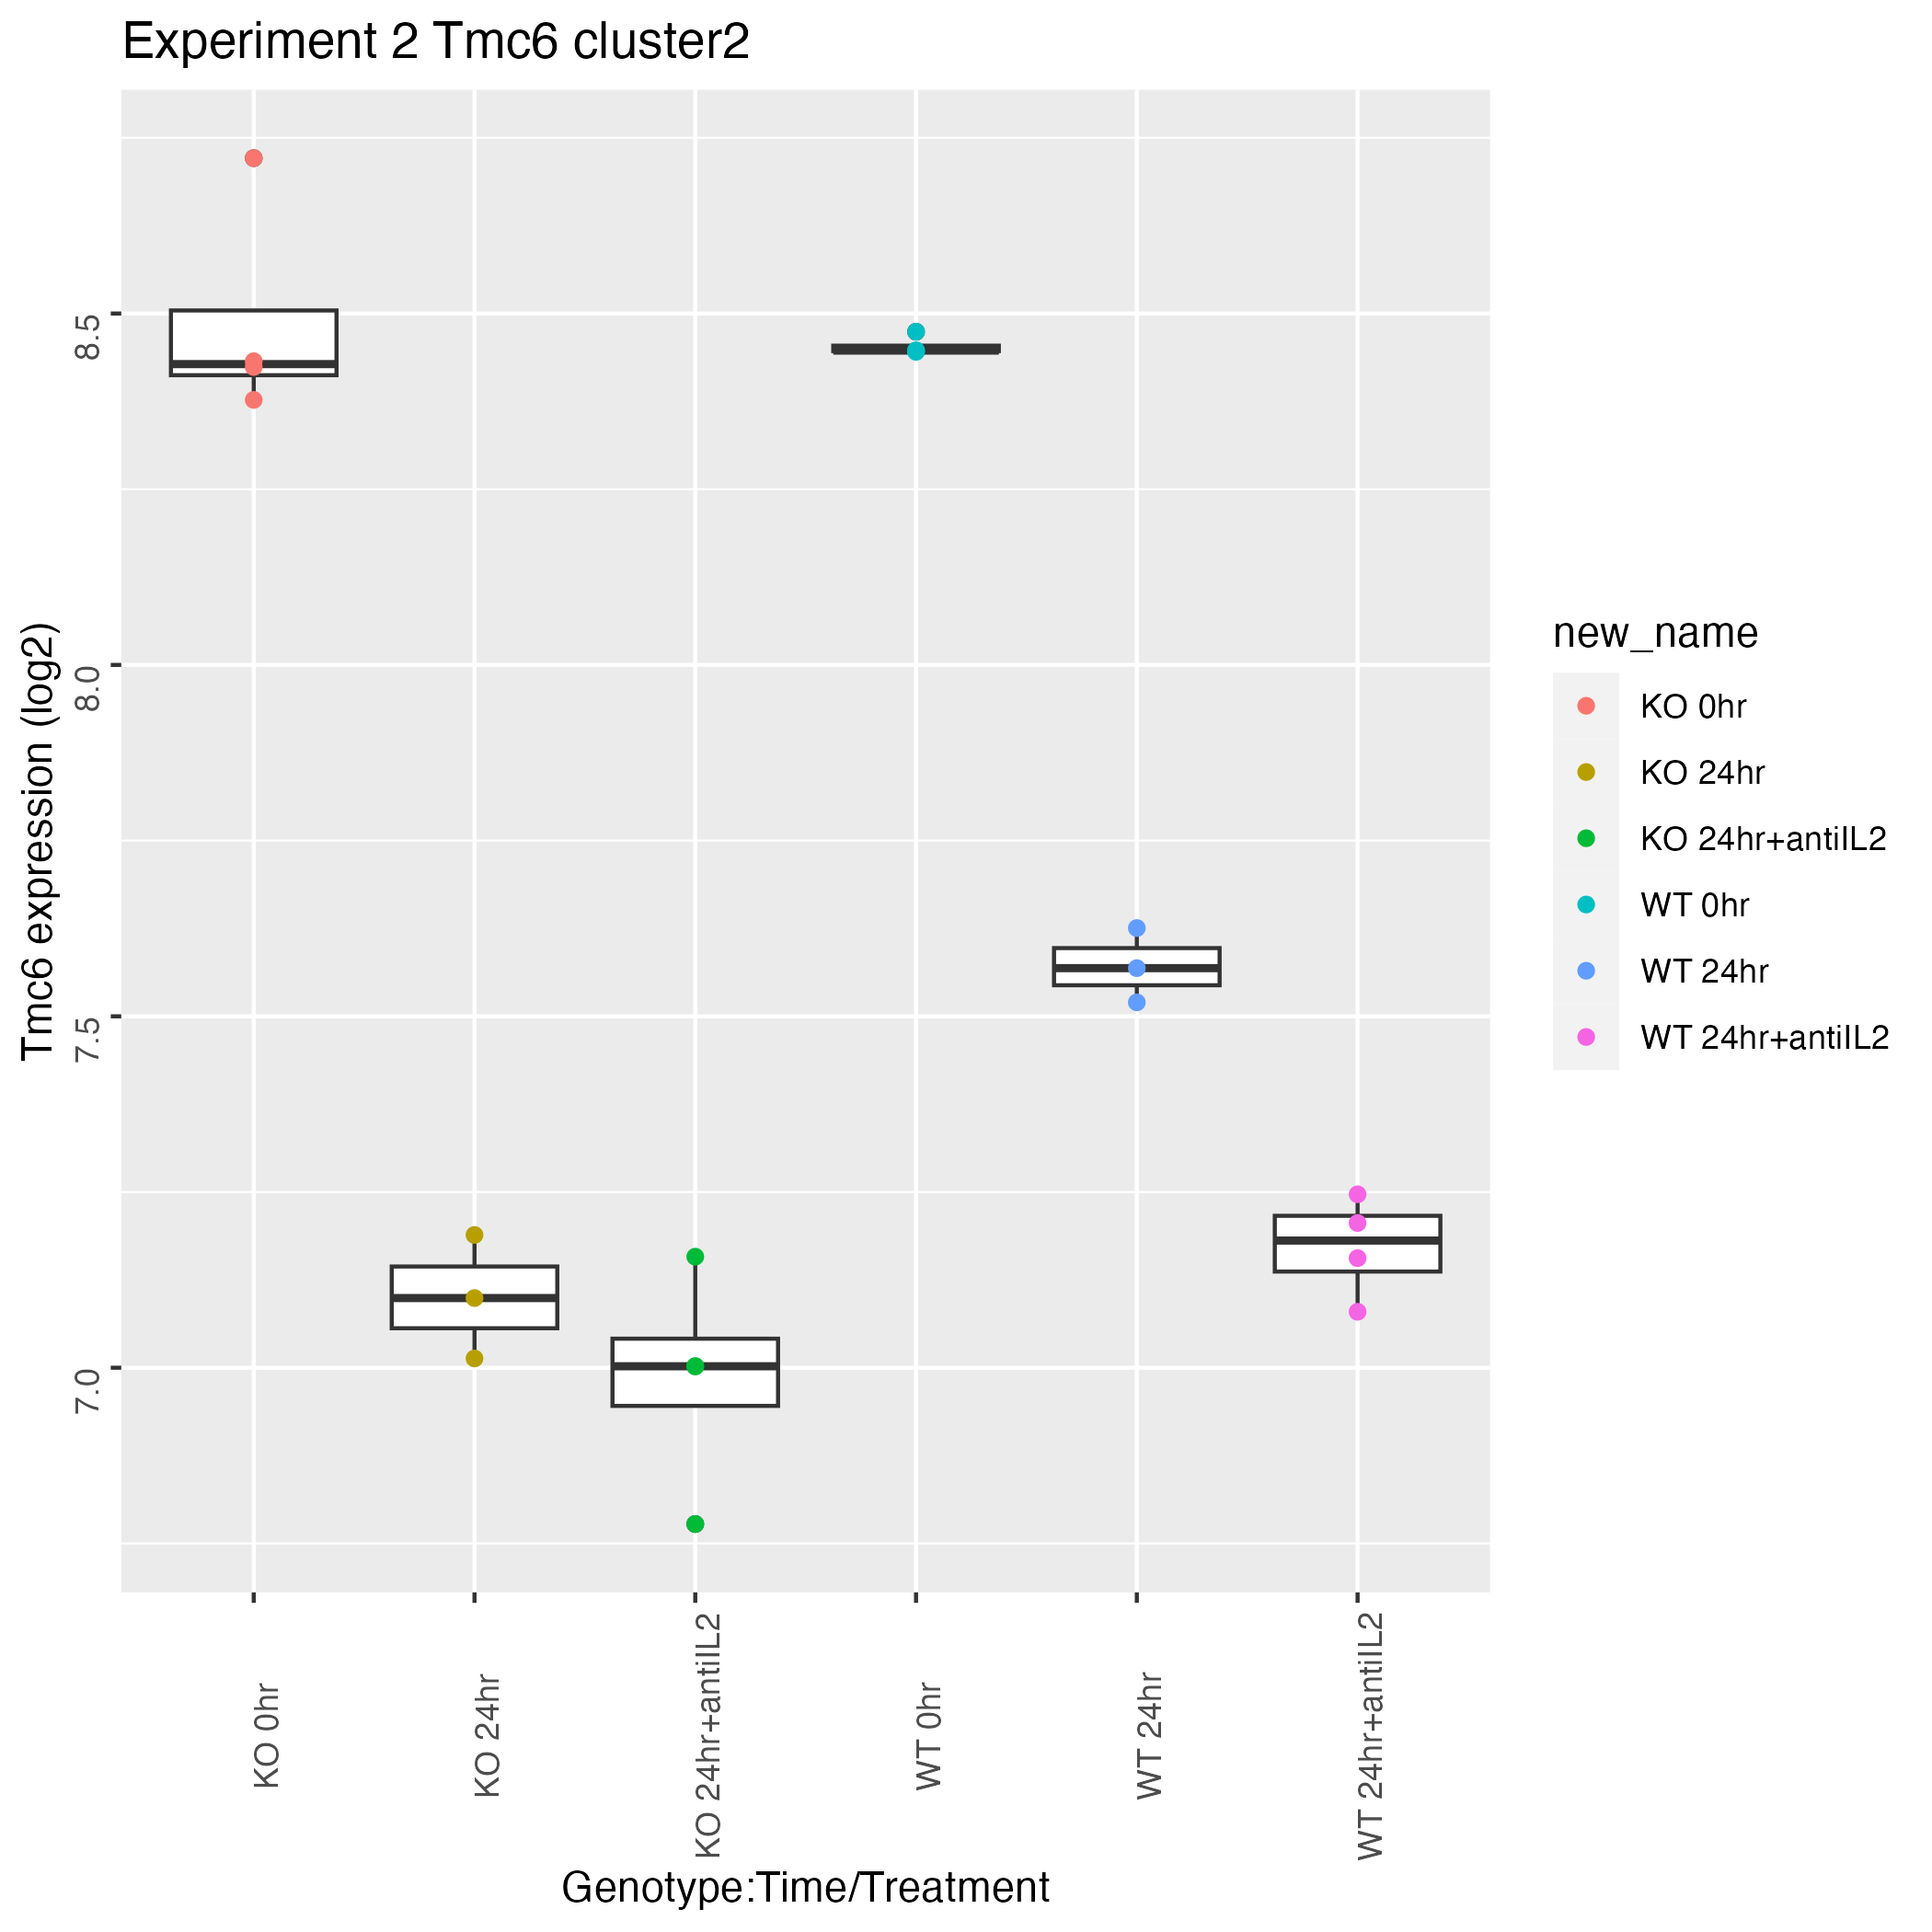 Experiment 2 Tmc6 cluster2
Tmc6 expression (log2)
8.5
8.0
7.5
7.0
KO 0hr
KO 24hr
KO 24hr+antiIL2
WT 0hr
WT 24hr
WT 24hr+antiIL2
Genotype:Time/Treatment
new_name
KO 0hr
KO 24hr
KO 24hr+antiIL2
WT 0hr
WT 24hr
WT 24hr+antiIL2